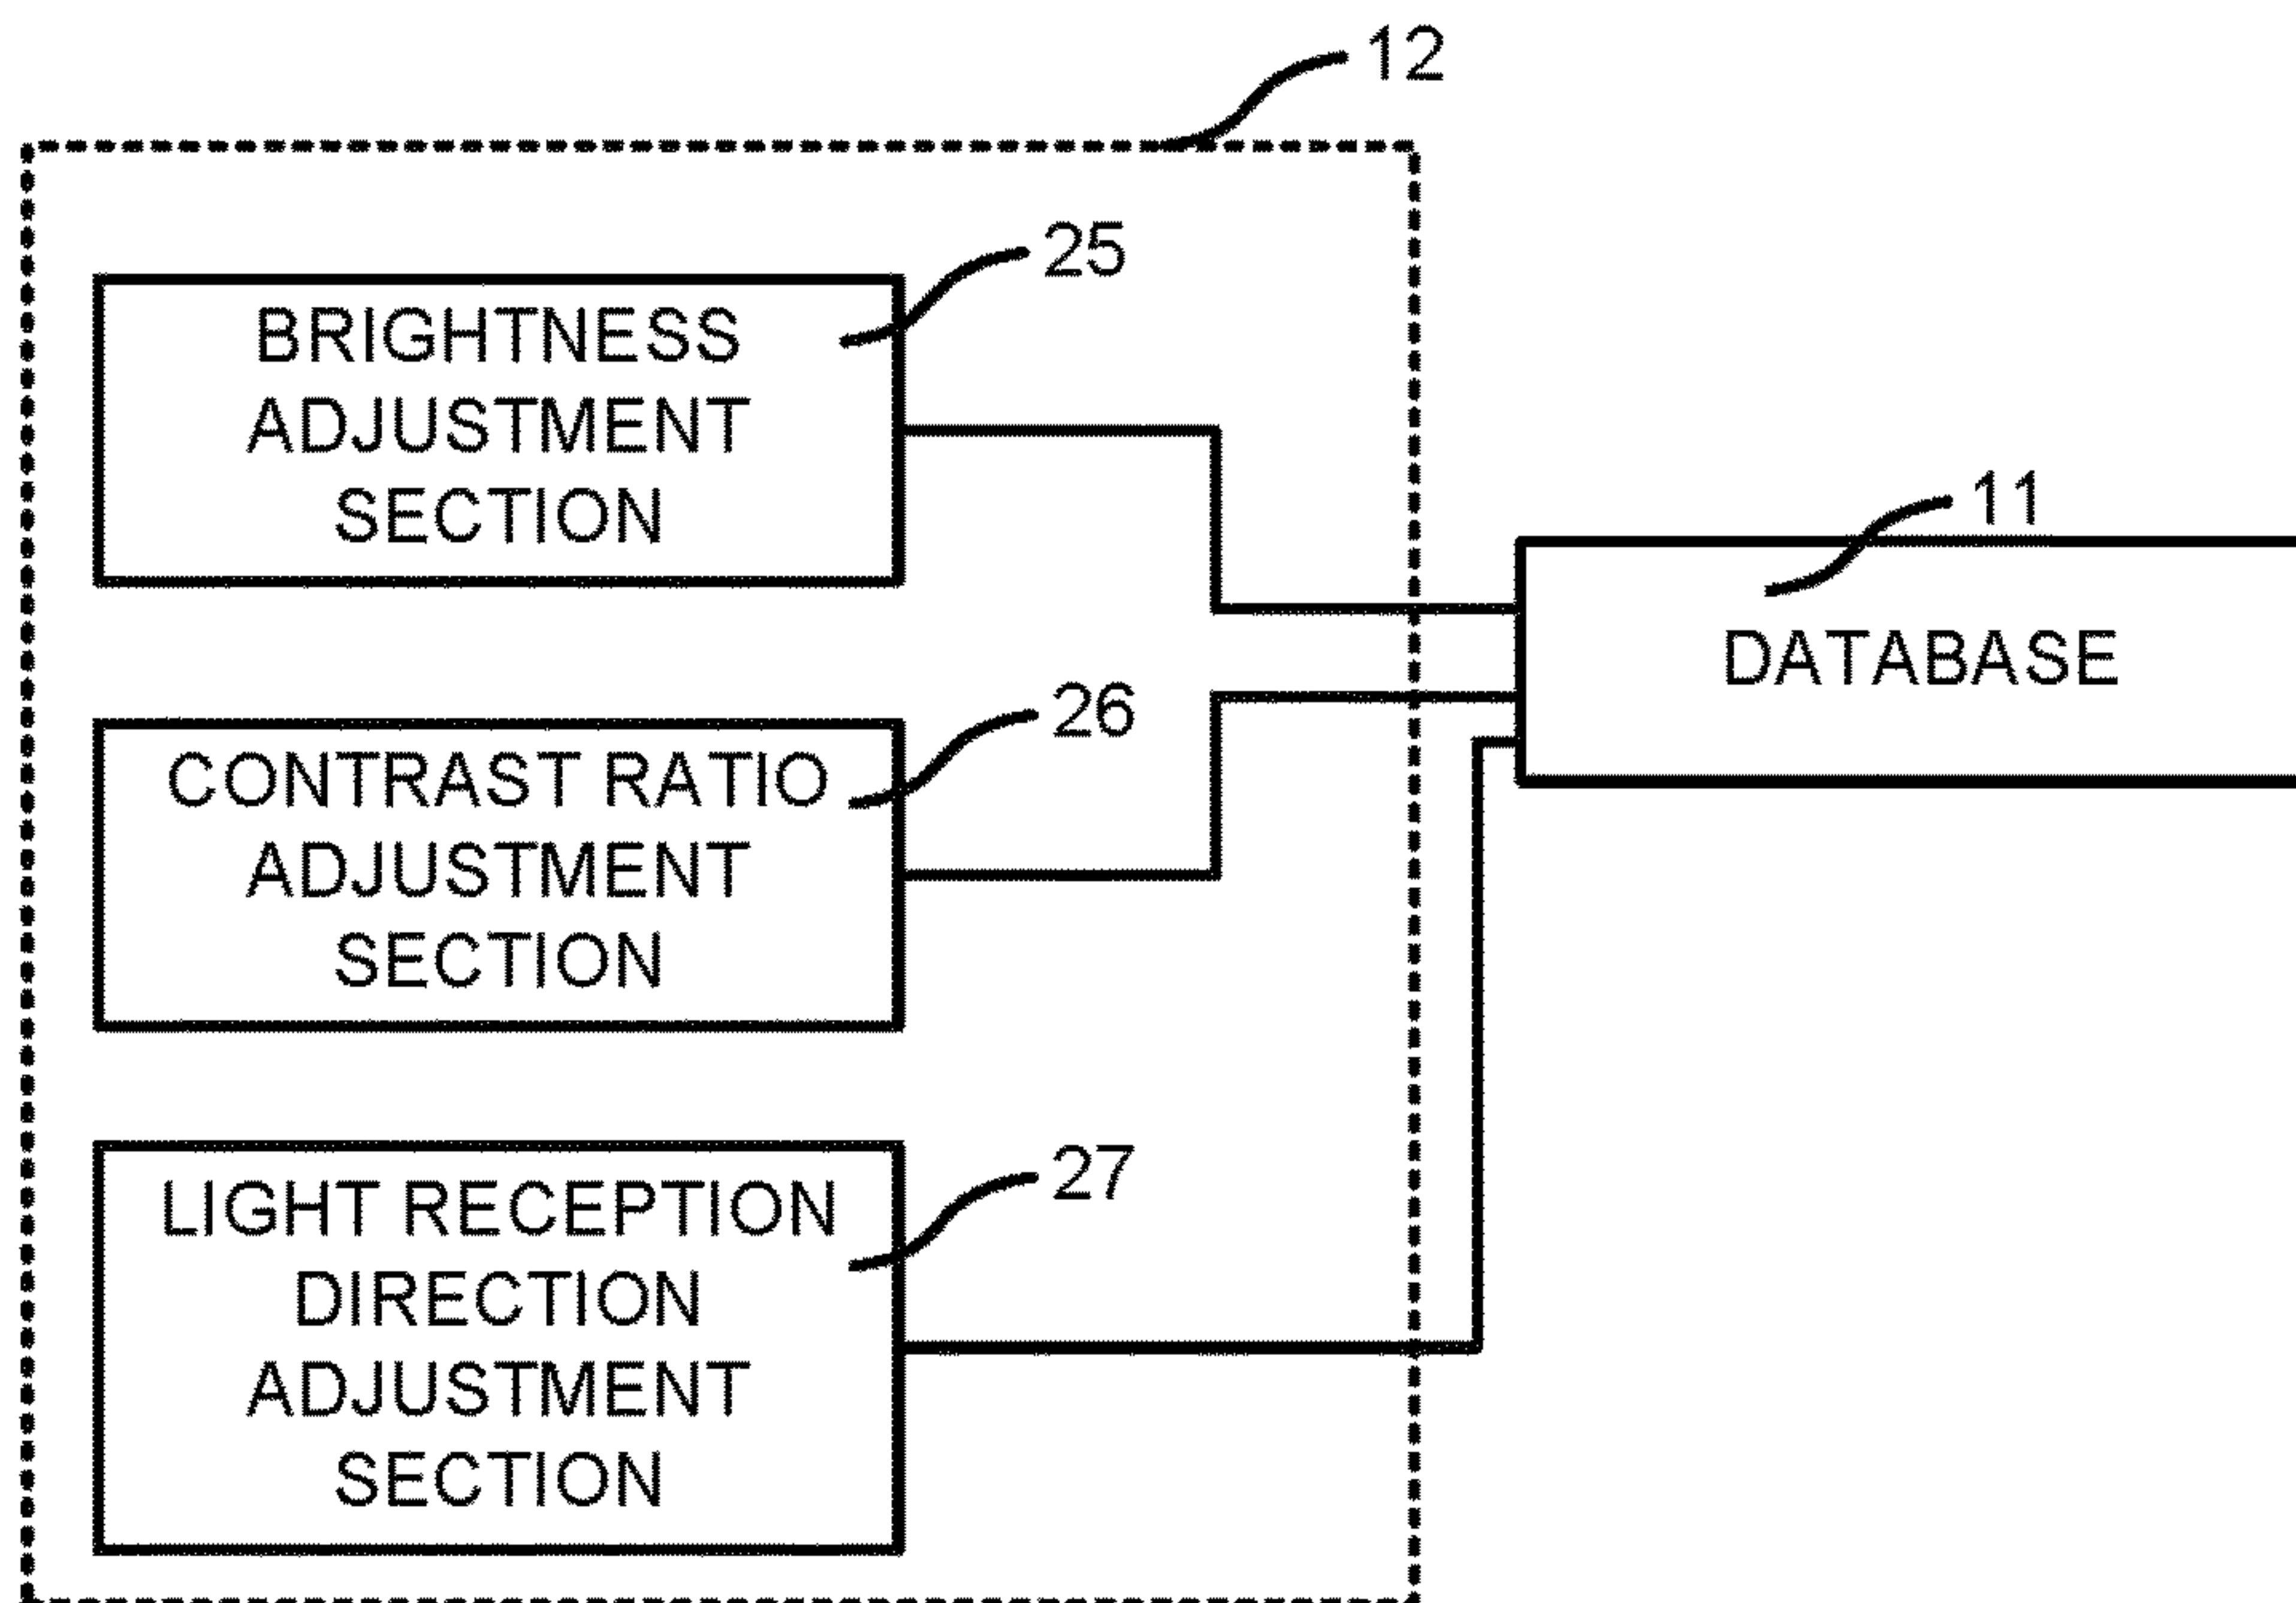 12
25
BRIGHTNESS
ADJUSTMENT
SECTION
11
DATABASE
26
CONTRAST RATIO
ADJUSTMENT
SECTION
27
LIGHT RECEPTION
DIRECTION
ADJUSTMENT
SECTION